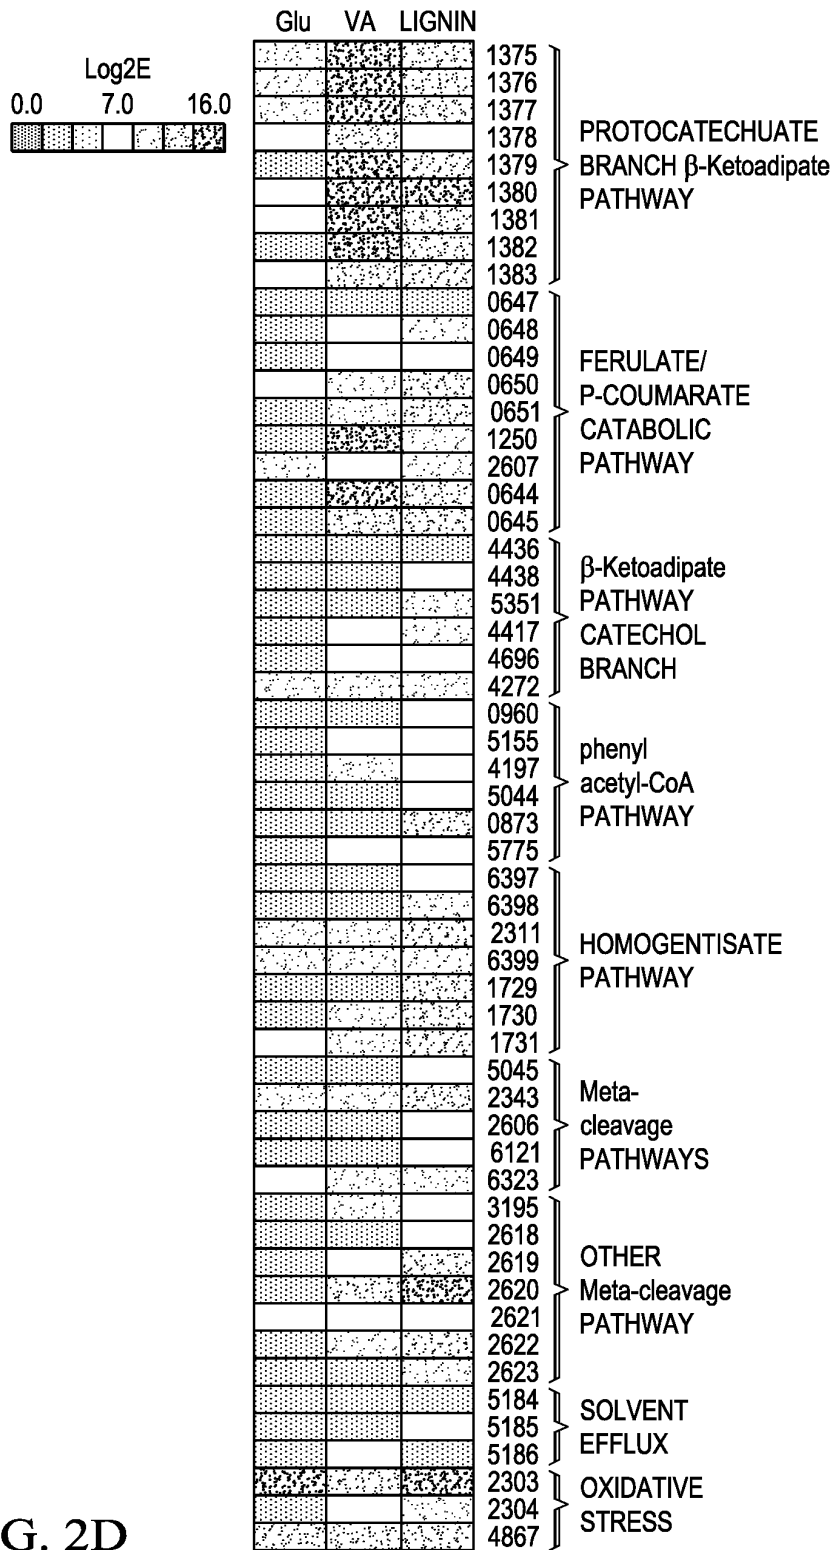 Glu VA LIGNIN
Log2E
0.0 7.0 16.0
1375
1376
1377
1378
1379
1380
1381
1382
1383
PROTOCATECHUATE
BRANCH β-Ketoadipate
PATHWAY
0647
0648
0649
0650
0651
1250
2607
0644
0645
FERULATE/
P-COUMARATE
CATABOLIC
PATHWAY
4436
4438
5351
4417
4696
4272
β-Ketoadipate
PATHWAY
CATECHOL
BRANCH
0960
5155
4197
5044
0873
5775
phenyl
acetyl-CoA
PATHWAY
6397
6398
2311
6399
1729
1730
1731
HOMOGENTISATE
PATHWAY
5045
2343
2606
6121
6323
Meta-
cleavage
PATHWAYS
3195
2618
2619
2620
2621
2622
2623
OTHER
Meta-cleavage
PATHWAY
5184
5185
5186
SOLVENT
EFFLUX
2303
2304
4867
OXIDATIVE
STRESS
G. 2D